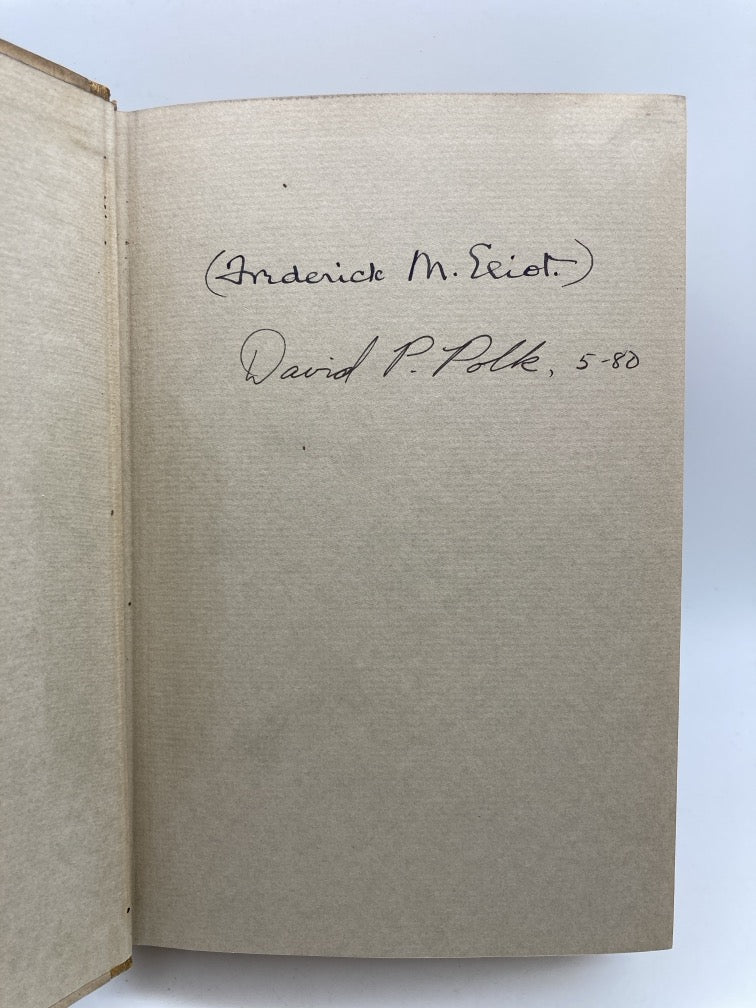 (Frederick M. Eliot.)
David P. Polk, 5-80